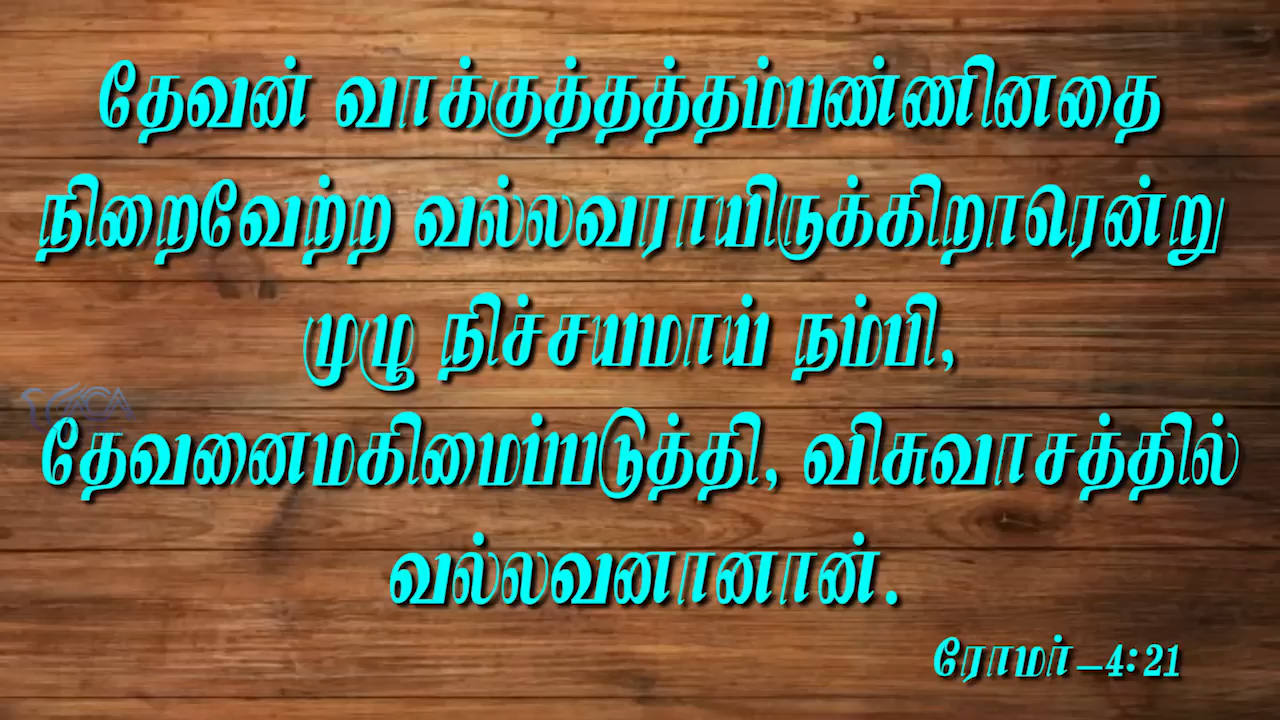 தேவன் வாக்குத்தத்தம்பண்ணினதை
நிறைவேற்ற வல்லவராயிருக்கிறாரென்று
முழு நிச்சயமாய் நம்பி,
தேவனைமகிமைப்படுத்தி, விசுவாசத்தில்
வல்லவனானான்.
ரோமர் –4:21